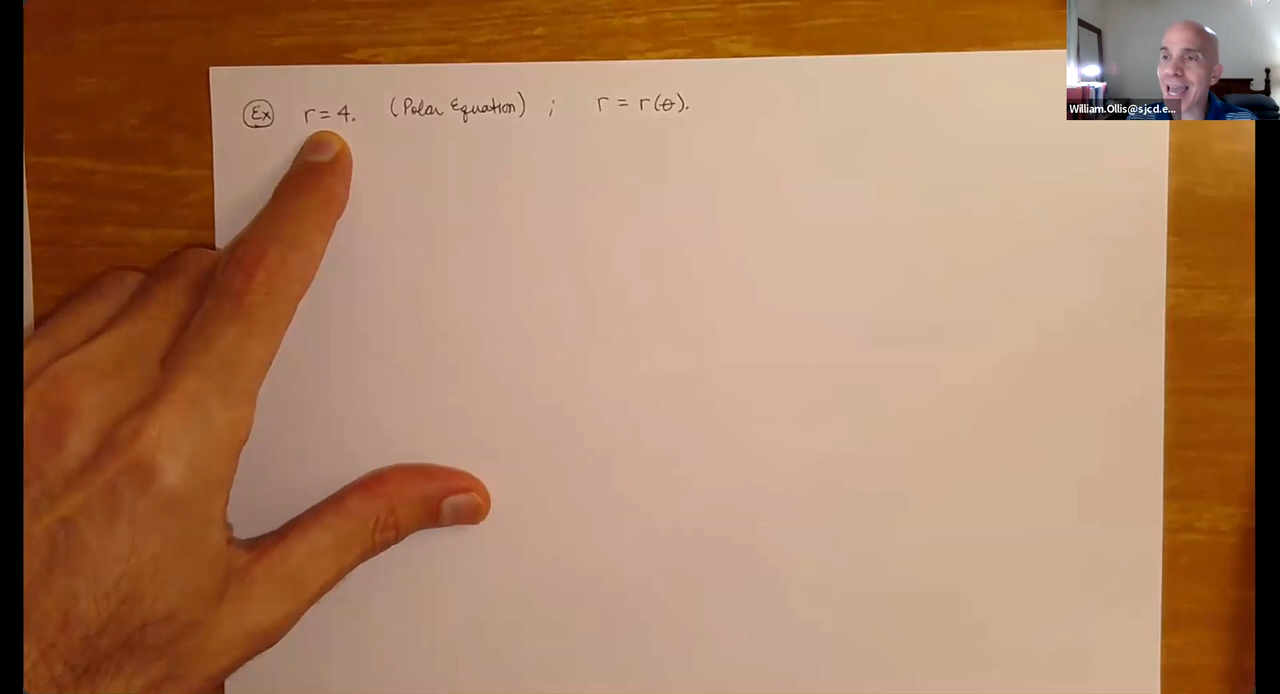 Ex r = 4. (Polar Equation) ; r = r(θ).
William.Ollis@sjcd.e...